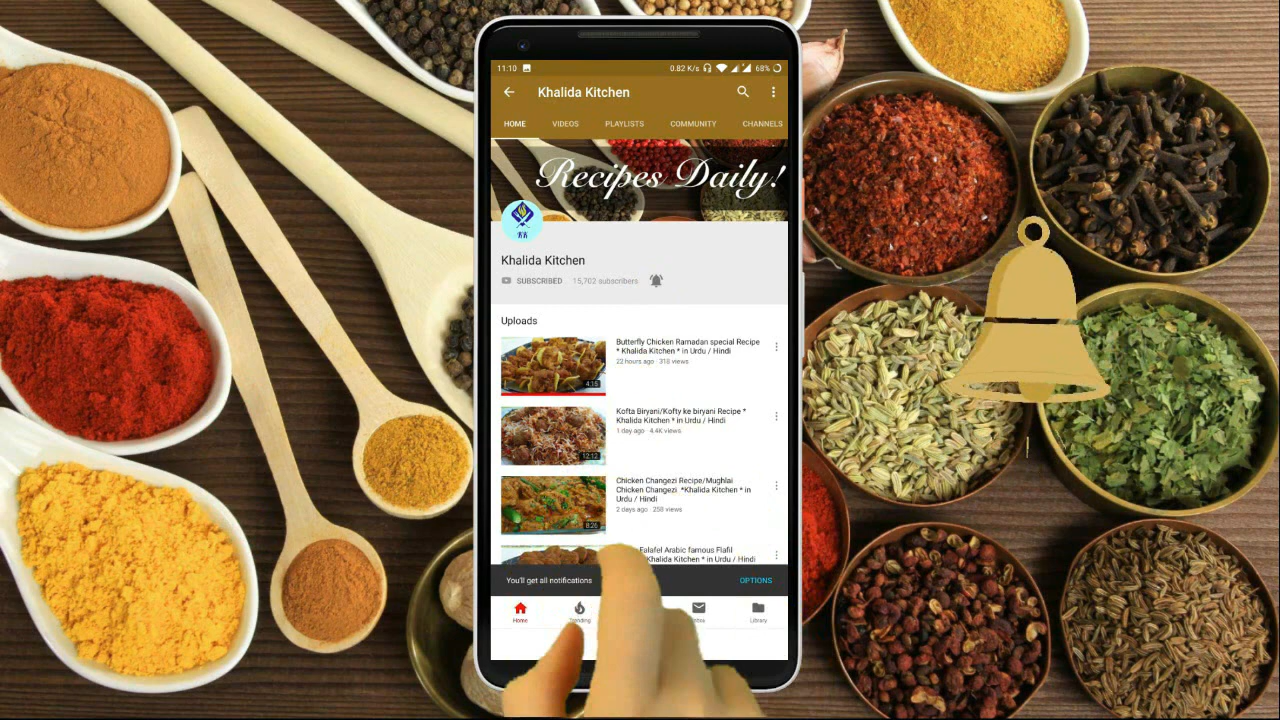 11:10 0.82 K/s 68%
Khalida Kitchen
HOME VIDEOS PLAYLISTS COMMUNITY CHANNELS
Recipes Daily!
KK
Khalida Kitchen
SUBSCRIBED 15,702 subscribers
Uploads
Butterfly Chicken Ramadan special Recipe
* Khalida Kitchen * in Urdu / Hindi
22 hours ago · 318 views
4:15
Kofta Biryani/Kofty ke biryani Recipe *
Khalida Kitchen * in Urdu / Hindi
1 day ago · 4.4K views
12:12
Chicken Changezi Recipe/Mughlai
Chicken Changezi *Khalida Kitchen * in
Urdu / Hindi
2 days ago · 258 views
8:26
Falafel Arabic famous Flafil
Khalida Kitchen * in Urdu / Hindi
You'll get all notifications OPTIONS
Home Library